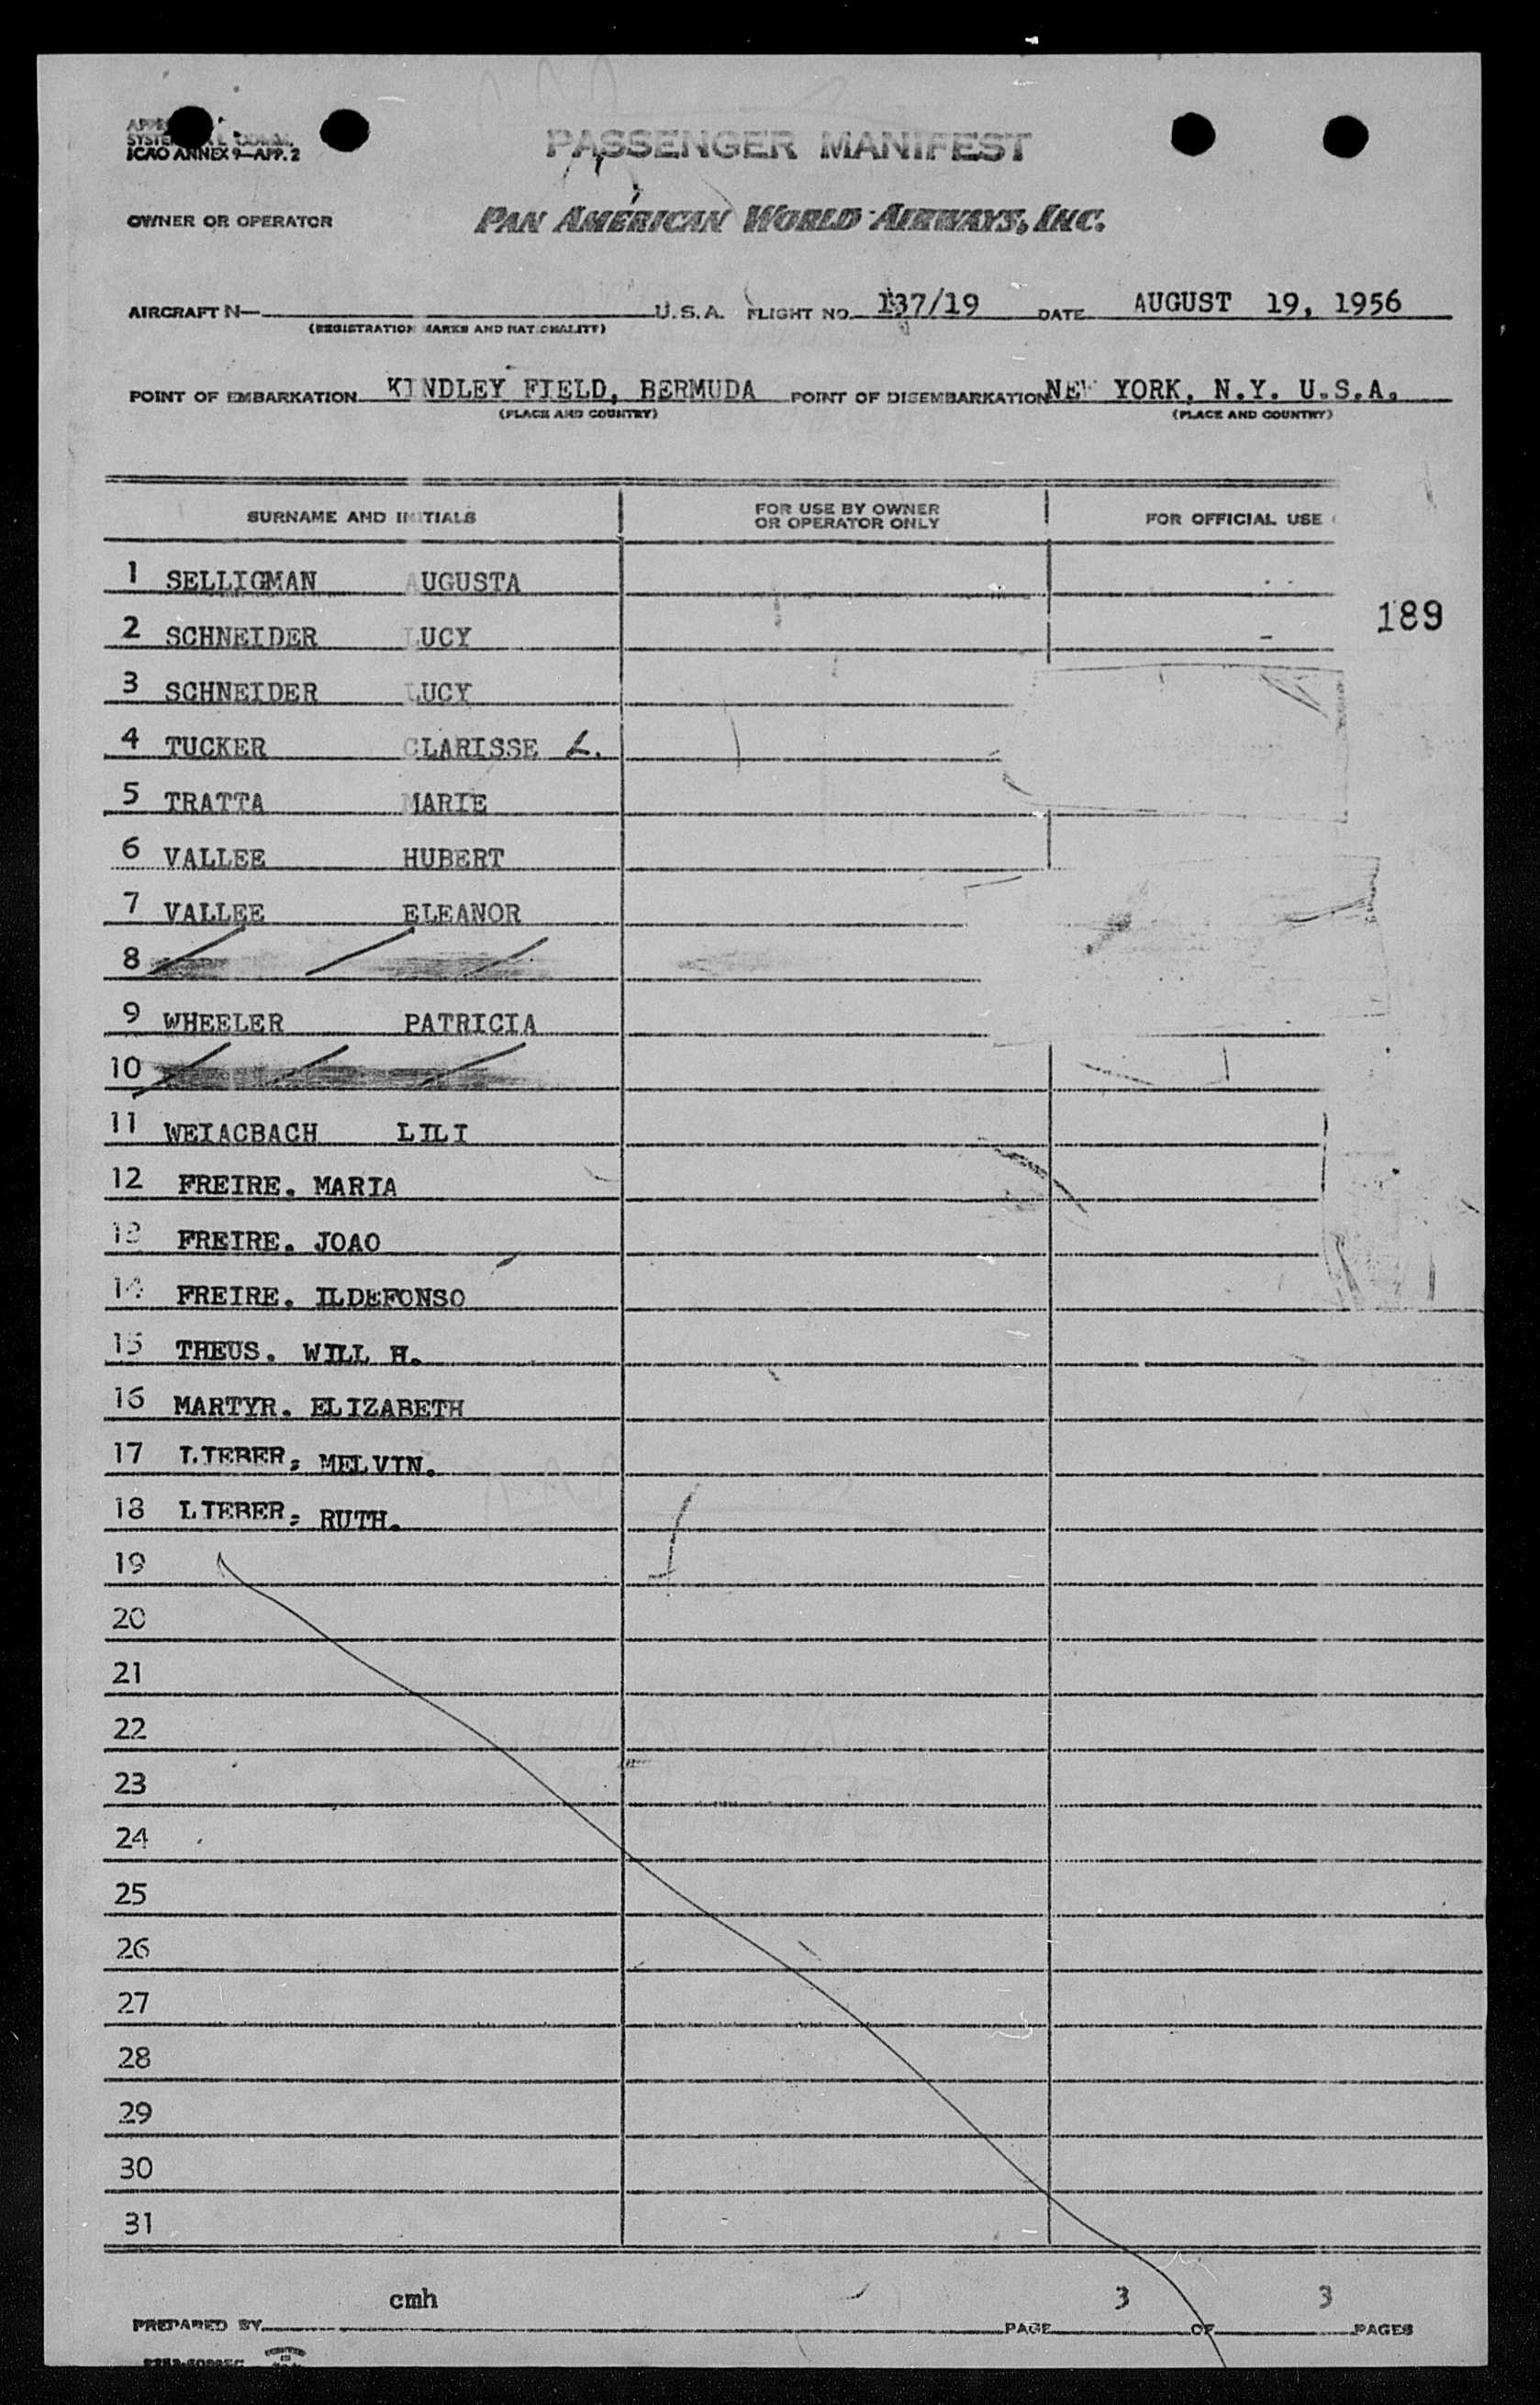 ICAO ANNEX 9—APP. 2
PASSENGER MANIFEST
OWNER OR OPERATOR PAN AMERICAN WORLD AIRWAYS, INC.
AIRCRAFT N— U.S.A. FLIGHT NO. 137/19 DATE AUGUST 19, 1956
(REGISTRATION MARKS AND NATIONALITY)
POINT OF EMBARKATION KINDLEY FIELD, BERMUDA POINT OF DISEMBARKATION NEW YORK, N.Y. U.S.A.
(PLACE AND COUNTRY) (PLACE AND COUNTRY)
SURNAME AND INITIALS FOR USE BY OWNER OR OPERATOR ONLY FOR OFFICIAL USE
1 SELLIGMAN AUGUSTA
189
2 SCHNEIDER LUCY
3 SCHNEIDER LUCY
4 TUCKER CLARISSE L.
5 TRATTA MARIE
6 VALLEE HUBERT
7 VALLEE ELEANOR
8
9 WHEELER PATRICIA
10
11 WEIACBACH LILI
12 FREIRE. MARIA
13 FREIRE. JOAO
14 FREIRE. ILDEFONSO
15 THEUS. WILL H.
16 MARTYR. ELIZABETH
17 LIEBER, MELVIN.
18 LIEBER, RUTH.
19
20
21
22
23
24
25
26
27
28
29
30
31
cmh 3 3
PREPARED BY PAGE OF PAGES